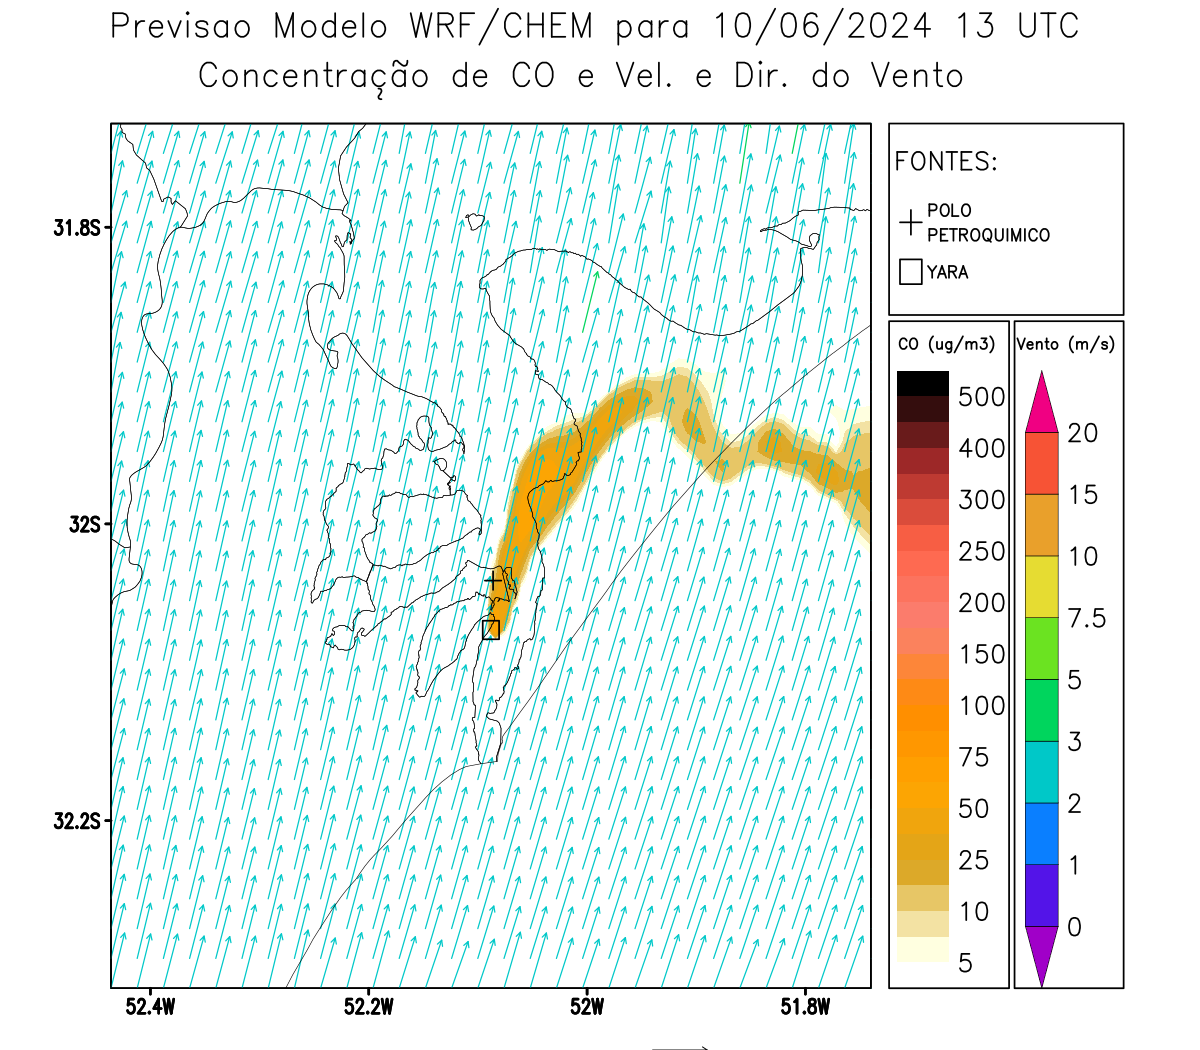 Previsao Modelo WRF/CHEM para 10/06/2024 13 UTC
Concentração de CO e Vel. e Dir. do Vento
FONTES:
POLO
PETROQUIMICO
YARA
CO (ug/m3)
500
400
300
250
200
150
100
75
50
25
10
5
Vento (m/s)
20
15
10
7.5
5
3
2
1
0
31.8S
32S
32.2S
52.4W
52.2W
52W
51.8W